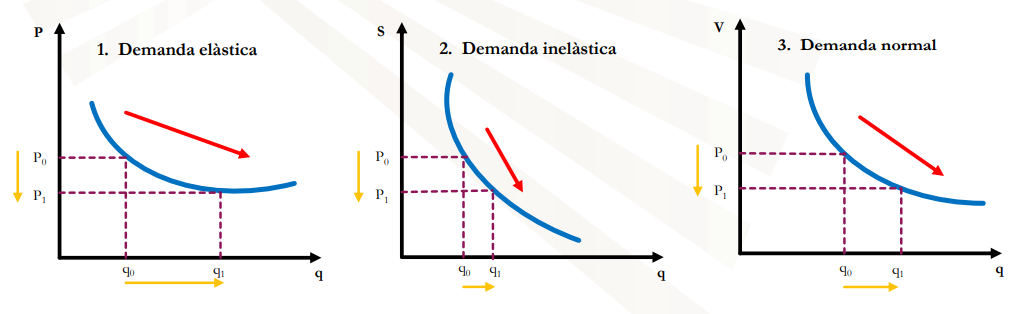 P
1. Demanda elàstica
P0
P1
q0
q1
q
S
2. Demanda inelàstica
P0
P1
q0
q1
q
V
3. Demanda normal
P0
P1
q0
q1
q